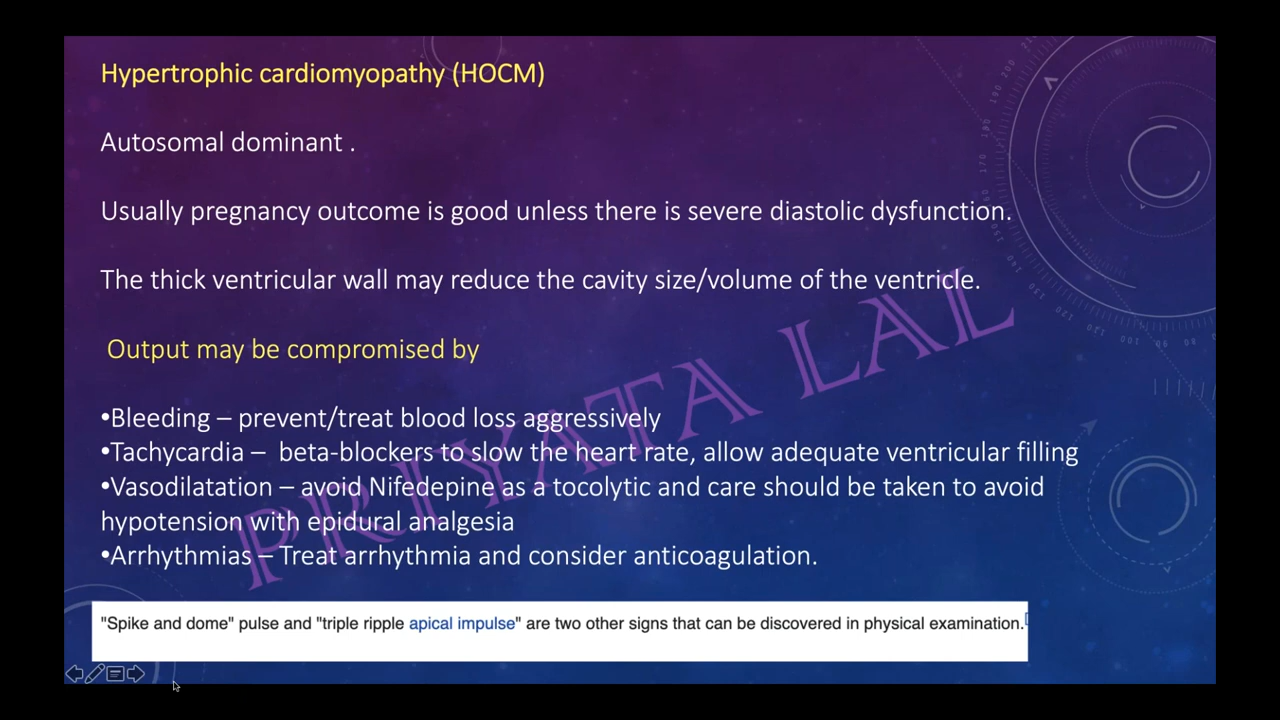 Hypertrophic cardiomyopathy (HOCM)
Autosomal dominant .
Usually pregnancy outcome is good unless there is severe diastolic dysfunction.
The thick ventricular wall may reduce the cavity size/volume of the ventricle.
Output may be compromised by
•Bleeding – prevent/treat blood loss aggressively
•Tachycardia – beta-blockers to slow the heart rate, allow adequate ventricular filling
•Vasodilatation – avoid Nifedepine as a tocolytic and care should be taken to avoid
hypotension with epidural analgesia
•Arrhythmias – Treat arrhythmia and consider anticoagulation.
PRIYATA LAL
"Spike and dome" pulse and "triple ripple apical impulse" are two other signs that can be discovered in physical examination.